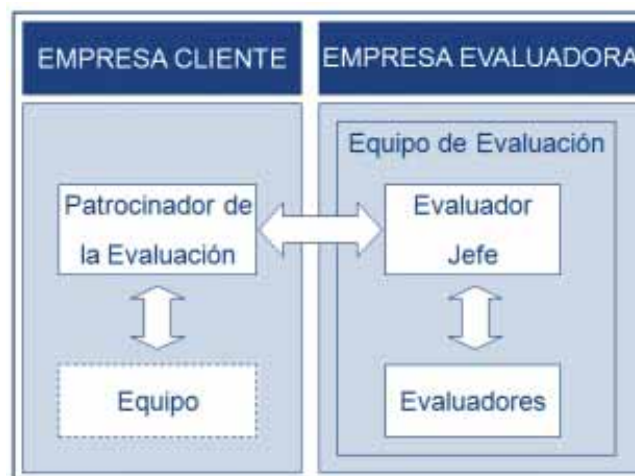 EMPRESA CLIENTE
EMPRESA EVALUADORA
Equipo de Evaluación
Patrocinador de
la Evaluación
Evaluador
Jefe
Equipo
Evaluadores